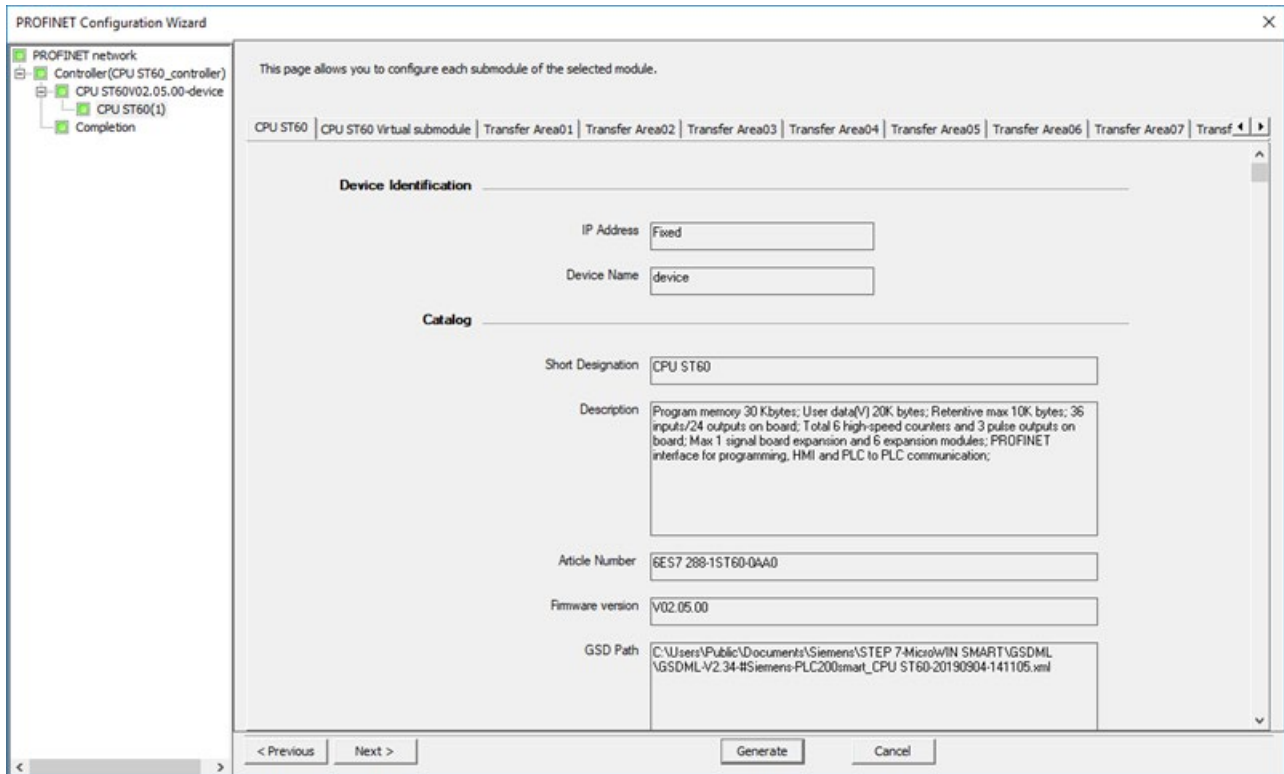 PROFINET Configuration Wizard
PROFINET network
Controller(CPU ST60_controller)
CPU ST60V02.05.00-device
CPU ST60(1)
Completion
This page allows you to configure each submodule of the selected module.
CPU ST60 CPU ST60 Virtual submodule Transfer Area01 Transfer Area02 Transfer Area03 Transfer Area04 Transfer Area05 Transfer Area06 Transfer Area07 Transf
Device Identification
IP Address Fixed
Device Name device
Catalog
Short Designation CPU ST60
Description Program memory 30 Kbytes; User data(V) 20K bytes; Retentive max 10K bytes; 36
inputs/24 outputs on board; Total 6 high-speed counters and 3 pulse outputs on
board; Max 1 signal board expansion and 6 expansion modules; PROFINET
interface for programming, HMI and PLC to PLC communication;
Article Number 6ES7 288-1ST60-0AA0
Firmware version V02.05.00
GSD Path C:\Users\Public\Documents\Siemens\STEP 7-MicroWIN SMART\GSDML
\GSDML-V2.34-#Siemens-PLC200smart_CPU ST60-20190904-141105.xml
< Previous Next > Generate Cancel